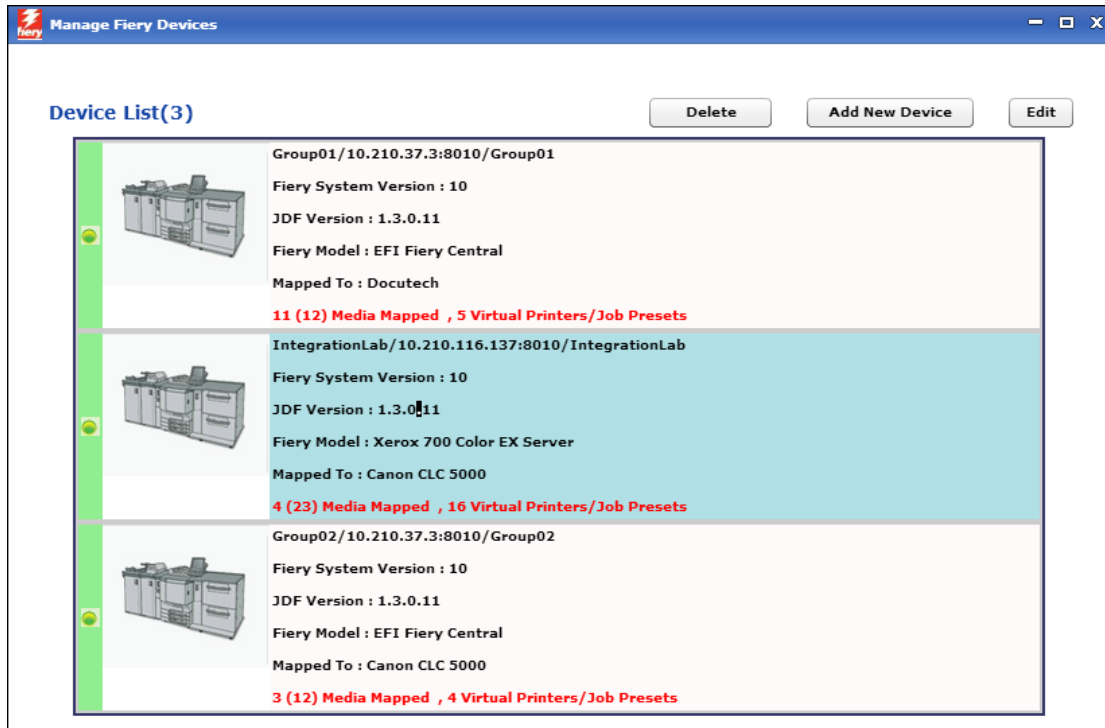 fiery Manage Fiery Devices
Device List(3)
Delete Add New Device Edit
Group01/10.210.37.3:8010/Group01
Fiery System Version : 10
JDF Version : 1.3.0.11
Fiery Model : EFI Fiery Central
Mapped To : Docutech
11 (12) Media Mapped , 5 Virtual Printers/Job Presets
IntegrationLab/10.210.116.137:8010/IntegrationLab
Fiery System Version : 10
JDF Version : 1.3.0.11
Fiery Model : Xerox 700 Color EX Server
Mapped To : Canon CLC 5000
4 (23) Media Mapped , 16 Virtual Printers/Job Presets
Group02/10.210.37.3:8010/Group02
Fiery System Version : 10
JDF Version : 1.3.0.11
Fiery Model : EFI Fiery Central
Mapped To : Canon CLC 5000
3 (12) Media Mapped , 4 Virtual Printers/Job Presets